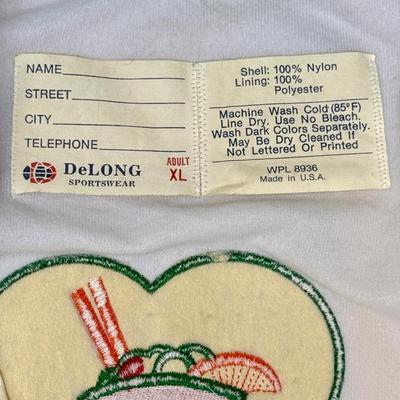 NAME
STREET
CITY
TELEPHONE
DeLONG
SPORTSWEAR
ADULT
XL
Shell: 100% Nylon
Lining: 100%
Polyester
Machine Wash Cold (85°F)
Line Dry. Use No Bleach.
Wash Dark Colors Separately.
May Be Dry Cleaned If
Not Lettered Or Printed
WPL 8936
Made in U.S.A.